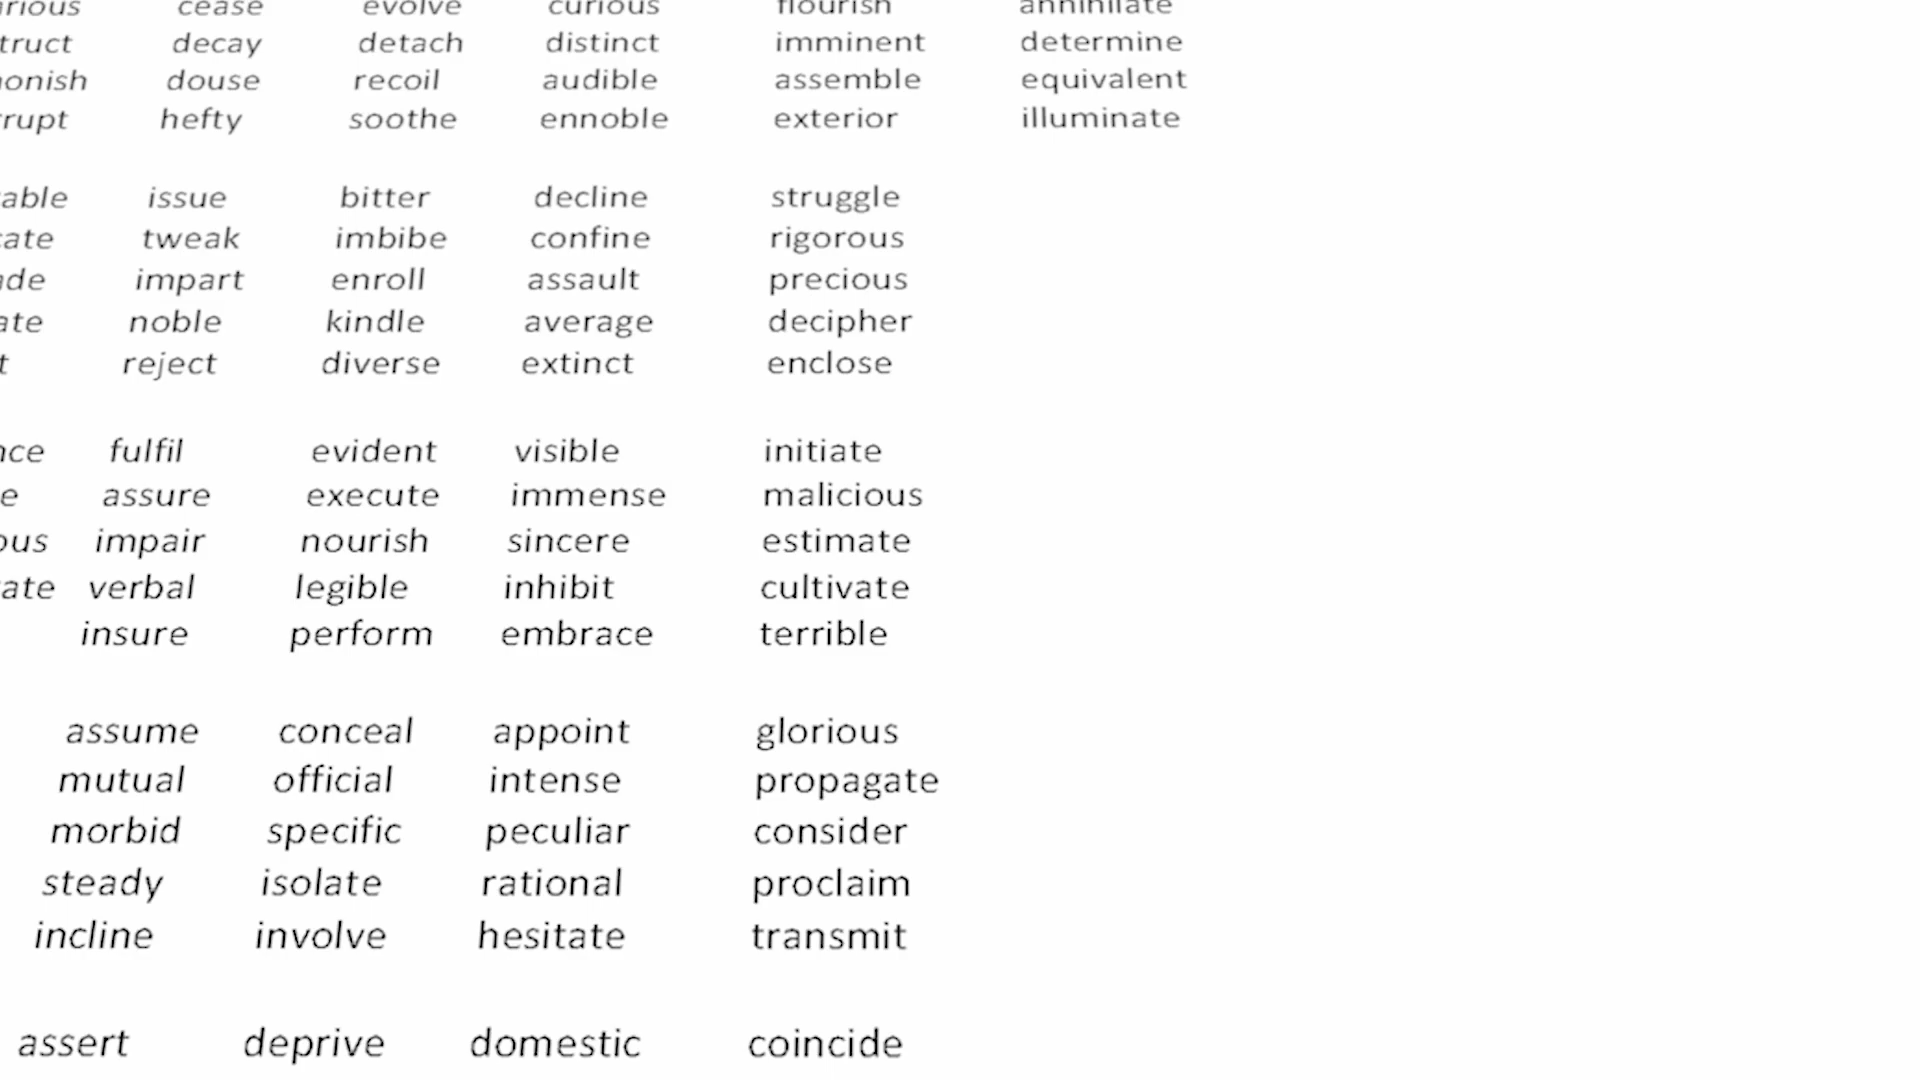 cease evolve curious flourish annihilate
decay detach distinct imminent determine
douse recoil audible assemble equivalent
hefty soothe ennoble exterior illuminate
issue bitter decline struggle
tweak imbibe confine rigorous
impart enroll assault precious
noble kindle average decipher
reject diverse extinct enclose
fulfil evident visible initiate
assure execute immense malicious
impair nourish sincere estimate
verbal legible inhibit cultivate
insure perform embrace terrible
assume conceal appoint glorious
mutual official intense propagate
morbid specific peculiar consider
steady isolate rational proclaim
incline involve hesitate transmit
assert deprive domestic coincide